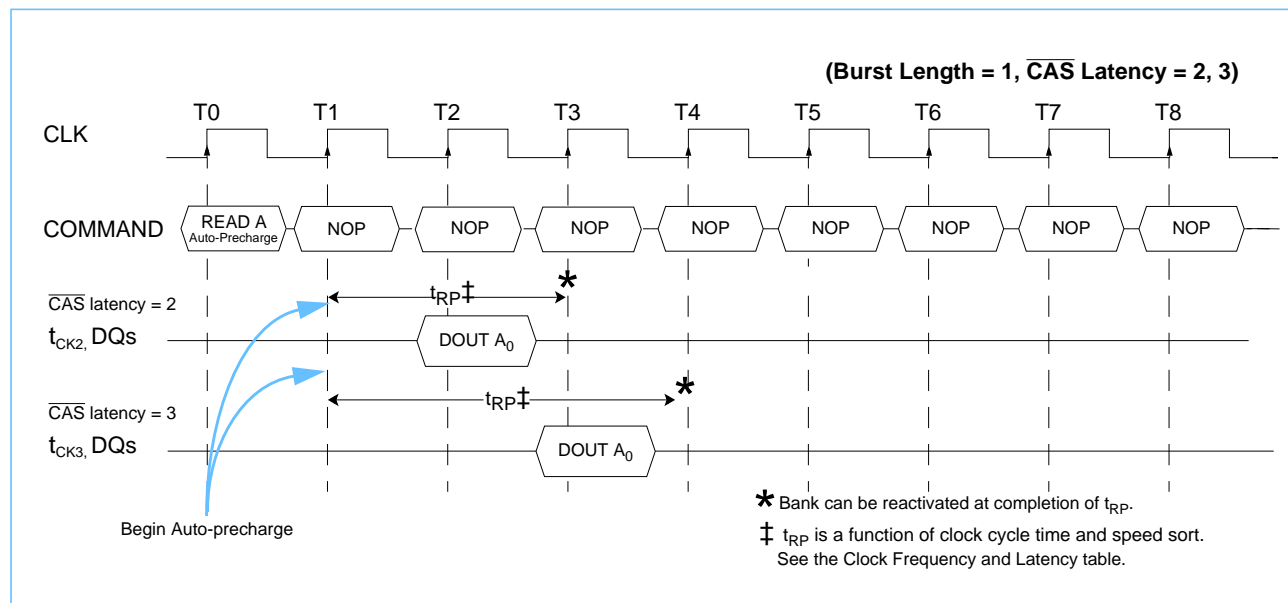 (Burst Length = 1, CAS Latency = 2, 3)
T0 T1 T2 T3 T4 T5 T6 T7 T8
CLK
COMMAND
READ A
Auto-Precharge
NOP NOP NOP NOP NOP NOP NOP NOP
*
CAS latency = 2
tRP‡
tCK2, DQs
DOUT A0
*
CAS latency = 3
tRP‡
tCK3, DQs
DOUT A0
* Bank can be reactivated at completion of tRP.
Begin Auto-precharge
‡ tRP is a function of clock cycle time and speed sort.
See the Clock Frequency and Latency table.